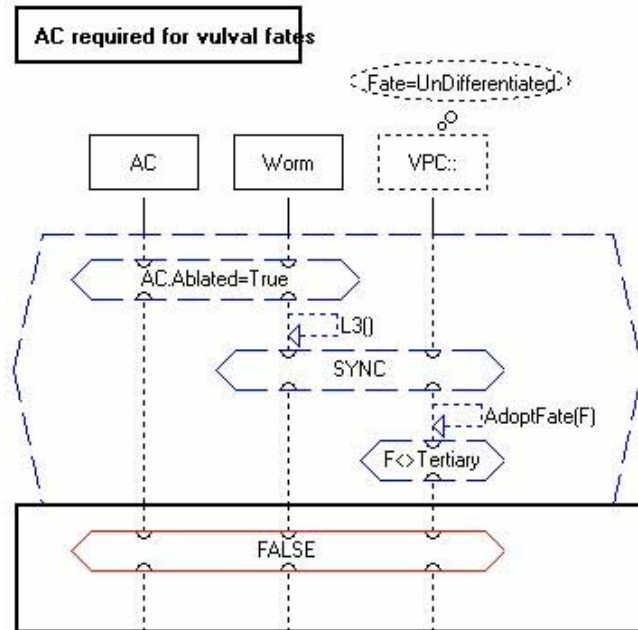 AC required for vulval fates
Fate=UnDifferentiated
AC
Worm
VPC::
AC.Ablated=True
L3()
SYNC
AdoptFate(F)
F<>Tertiary
FALSE